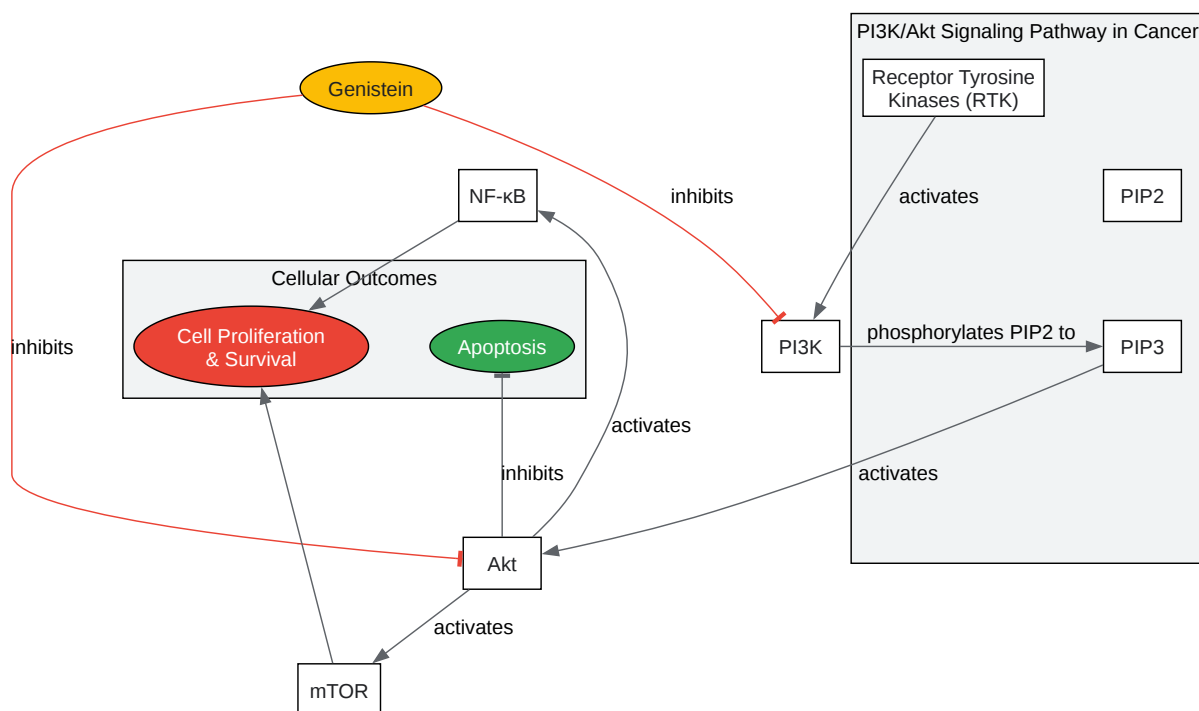 PI3K/Akt Signaling Pathway in Cancer
Receptor Tyrosine
Kinases (RTK)
Genistein
NF-κB
inhibits
activates
PIP2
Cellular Outcomes
Cell Proliferation
& Survival
Apoptosis
inhibits
PI3K
phosphorylates PIP2 to
PIP3
activates
inhibits
activates
Akt
activates
mTOR